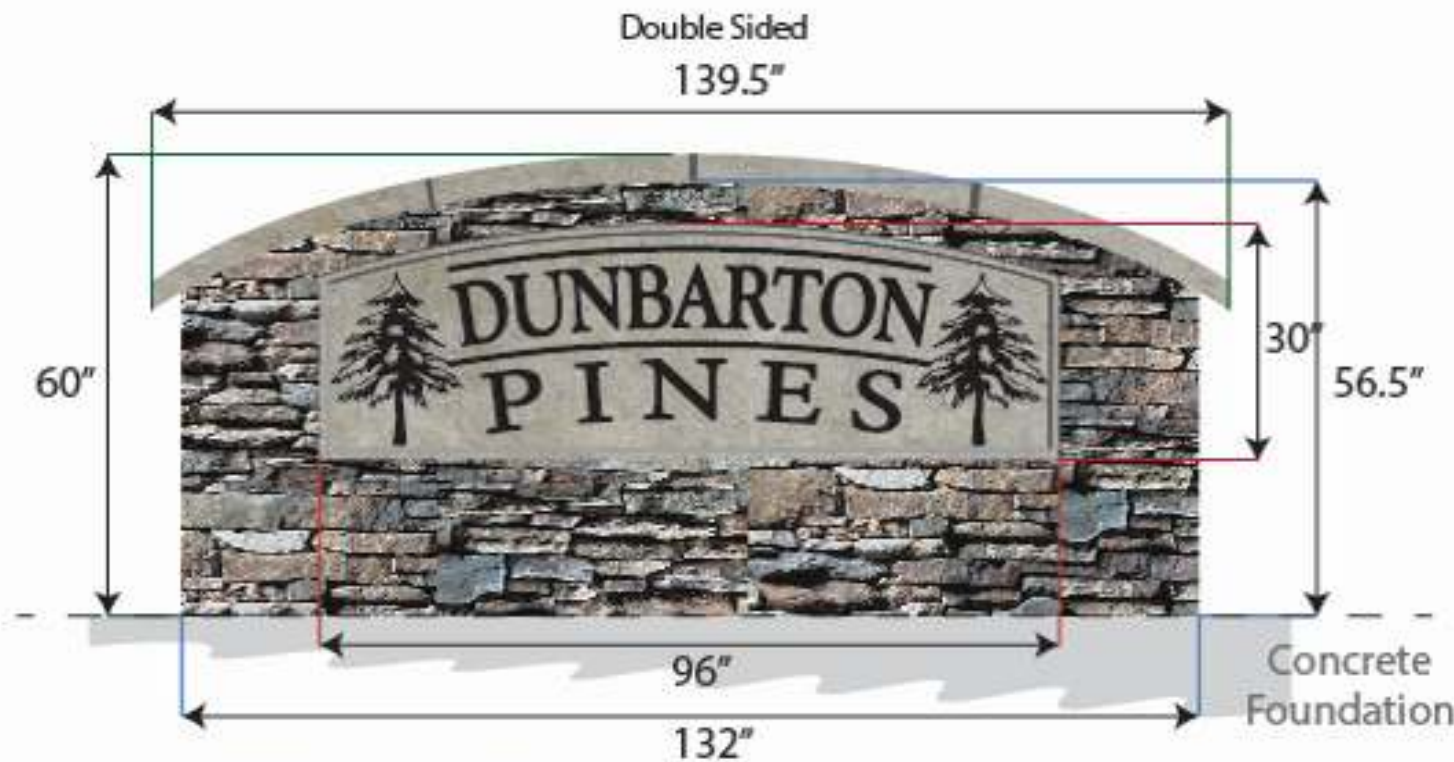 Double Sided
139.5″
DUNBARTON
PINES
60″
30″
56.5″
96″
132″
Concrete
Foundation